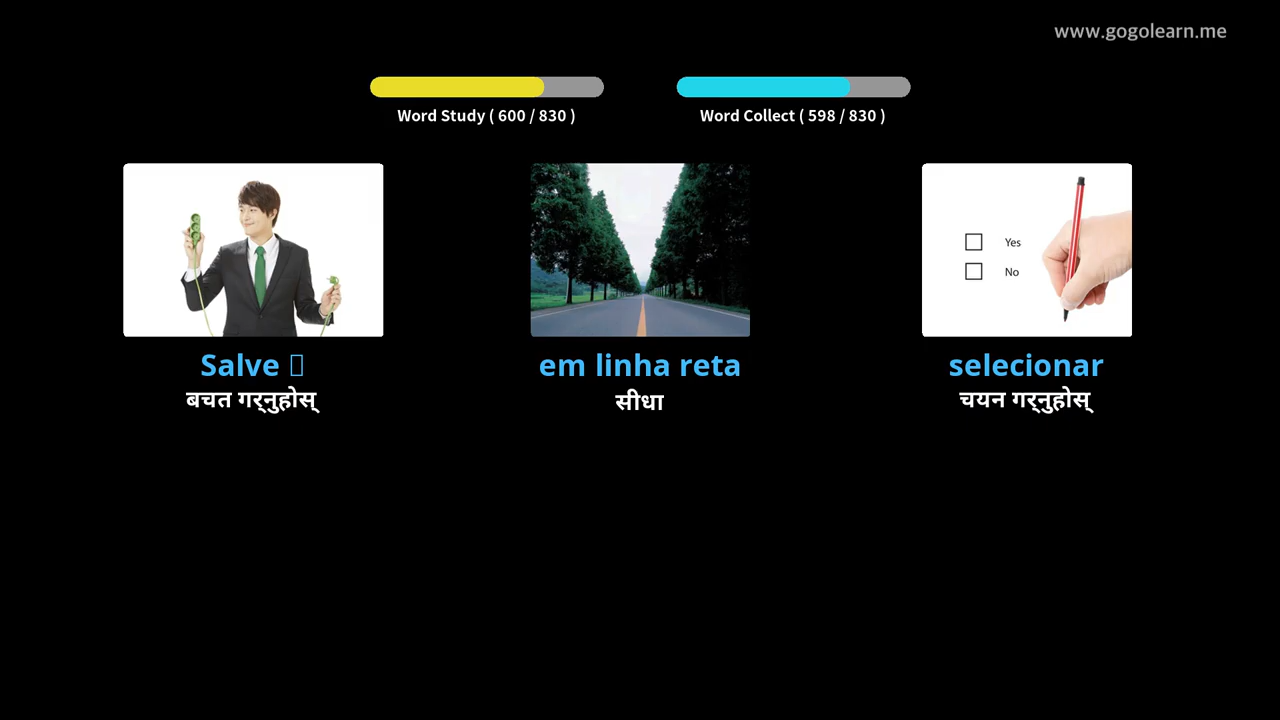 www.gogolearn.me
Word Study ( 600 / 830 )
Word Collect ( 598 / 830 )
Yes
No
Salve
em linha reta
selecionar
बचत गर्नुहोस्
सीधा
चयन गर्नुहोस्